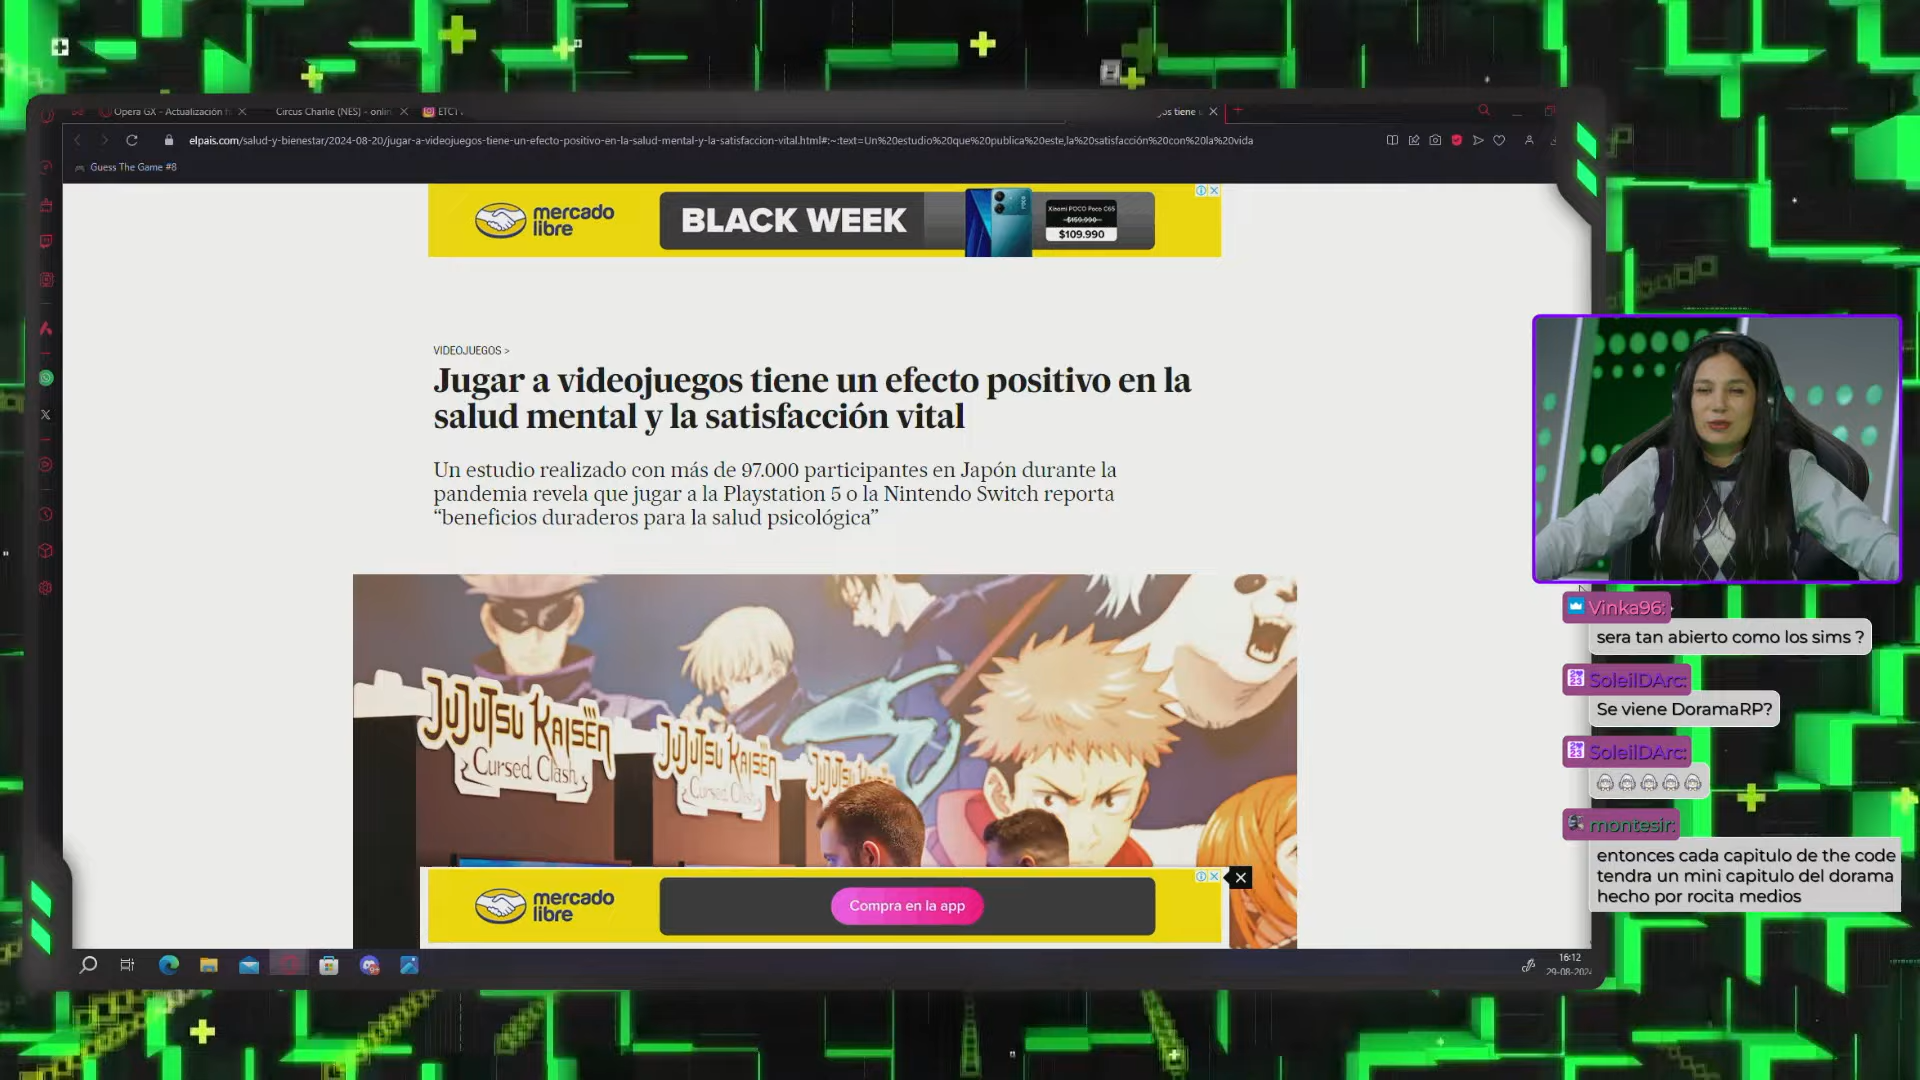 Opera GX - Actualización
Circus Charlie (NES) - onlin
ETCT
os tiene
elpais.com/salud-y-bienestar/2024-08-20/jugar-a-videojuegos-tiene-un-efecto-positivo-en-la-salud-mental-y-la-satisfaccion-vital.html#:~:text=Un%20estudio%20que%20publica%20este,la%20satisfacción%20con%20la%20vida
Guess The Game #8
mercado
libre
BLACK WEEK
Xiaomi POCO Poco C65
$159.990
$109.990
VIDEOJUEGOS >
Jugar a videojuegos tiene un efecto positivo en la
salud mental y la satisfacción vital
Un estudio realizado con más de 97.000 participantes en Japón durante la
pandemia revela que jugar a la Playstation 5 o la Nintendo Switch reporta
“beneficios duraderos para la salud psicológica”
JUJUTSU KAISEN
Cursed Clash
JUJUTSU KAISEN
Cursed Clash
mercado
libre
Compra en la app
Vinka96:
sera tan abierto como los sims ?
SoleilDArc:
Se viene DoramaRP?
SoleilDArc:
montesir:
entonces cada capitulo de the code
tendra un mini capitulo del dorama
hecho por rocita medios
16:12
29-08-202